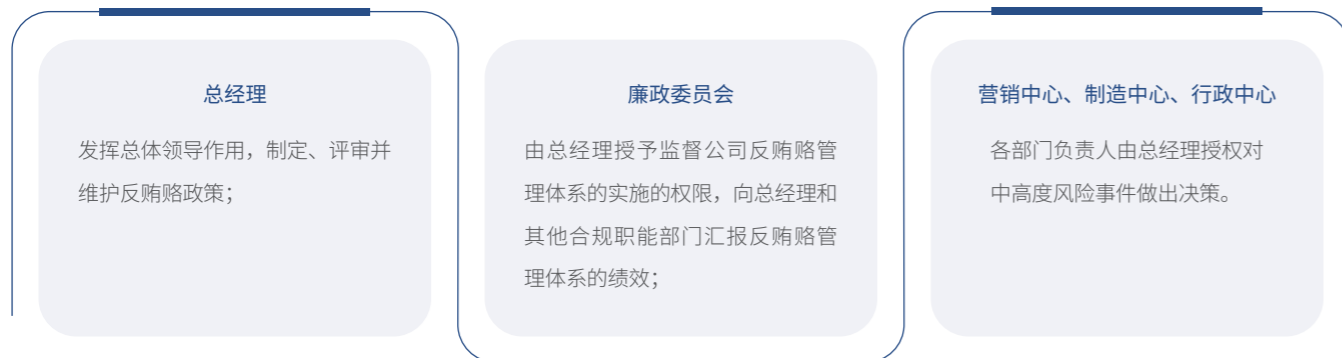 总经理
发挥总体领导作用，制定、评审并
维护反贿赂政策；
廉政委员会
由总经理授予监督公司反贿赂管
理体系的实施的权限，向总经理和
其他合规职能部门汇报反贿赂管
理体系的绩效；
营销中心、制造中心、行政中心
各部门负责人由总经理授权对
中高度风险事件做出决策。